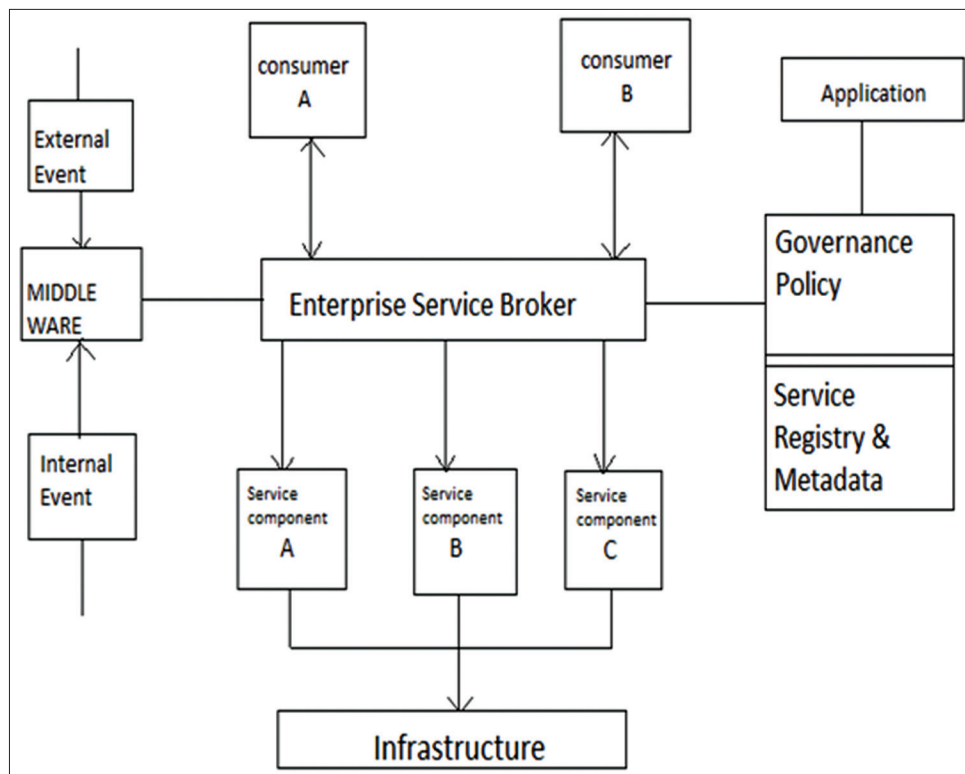 consumer
A
consumer
B
Application
External
Event
MIDDLE
WARE
Enterprise Service Broker
Governance
Policy
Service
Registry &
Metadata
Internal
Event
Service
component
A
Service
component
B
Service
component
C
Infrastructure